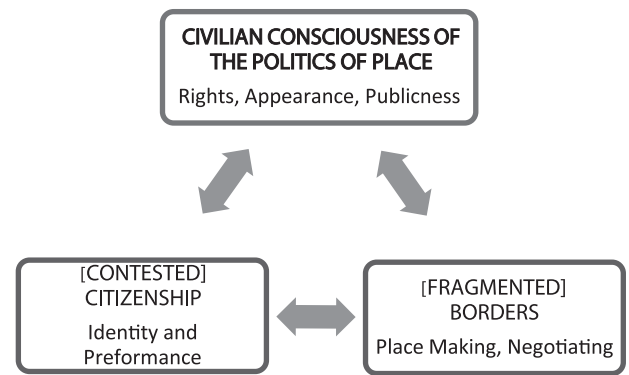 CIVILIAN CONSCIOUSNESS OF
THE POLITICS OF PLACE
Rights, Appearance, Publicness
[CONTESTED]
CITIZENSHIP
Identity and
Preformance
[FRAGMENTED]
BORDERS
Place Making, Negotiating